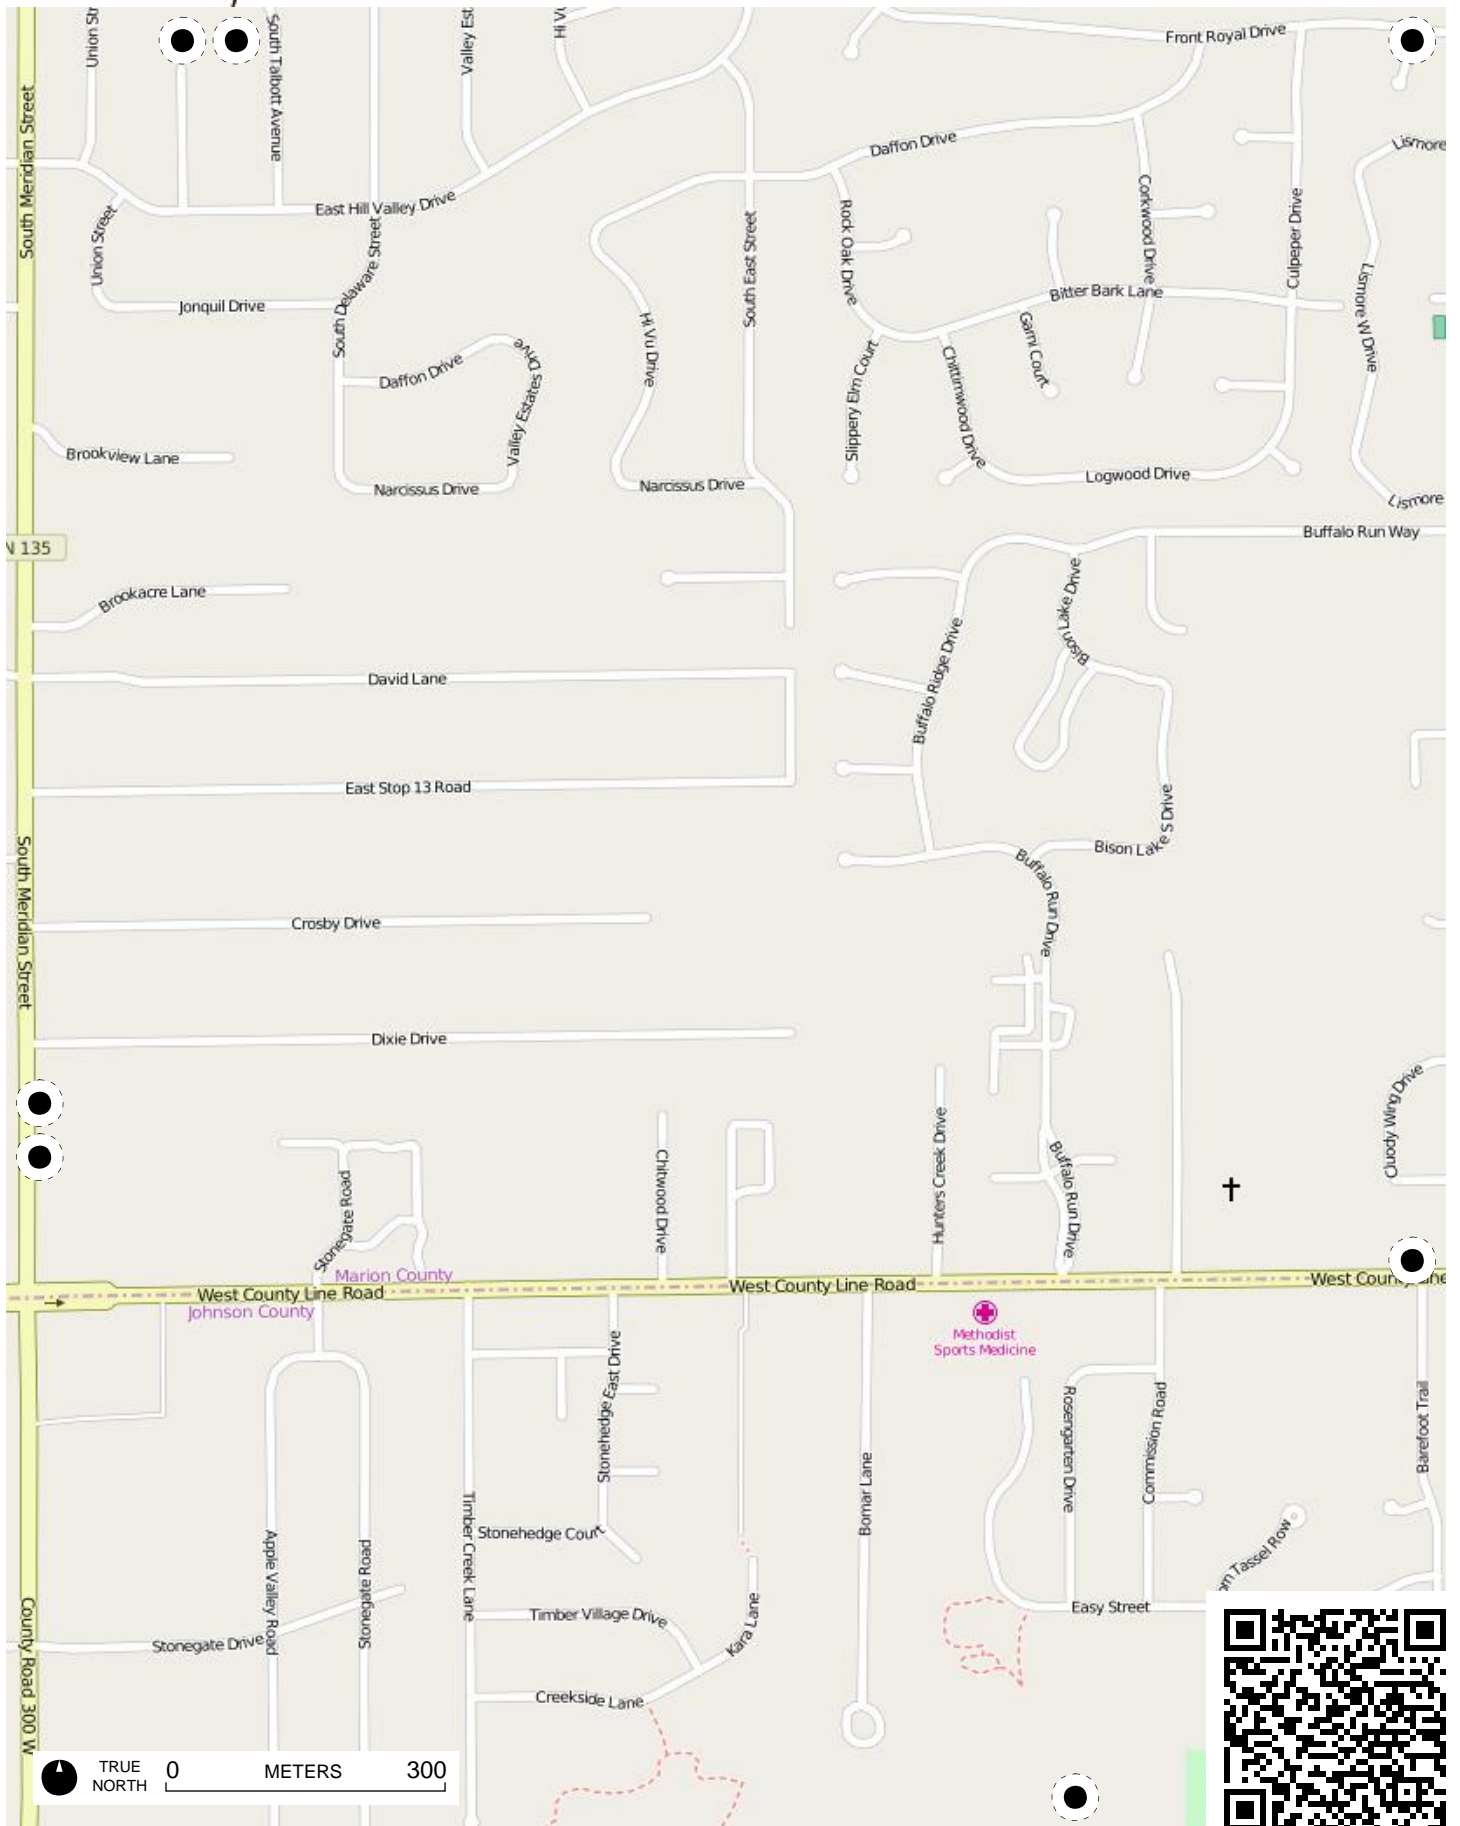 Union Str
South Talbott Avenue
Valley Est
Hi Vu
Front Royal Drive
South Meridian Street
Daffon Drive
Lismore
East Hill Valley Drive
Union Street
South Delaware Street
Jonquil Drive
South East Street
Rock Oak Drive
Corkwood Drive
Culpeper Drive
Bitter Bark Lane
Lismore W Drive
Hi Vu Drive
Garni Court
Slippery Elm Court
Chittimwood Drive
Daffon Drive
Valley Estates Drive
Brookview Lane
Narcissus Drive
Narcissus Drive
Logwood Drive
Lismore
Buffalo Run Way
N 135
Brookacre Lane
Bison Lake Drive
Bison
Buffalo Ridge Drive
David Lane
East Stop 13 Road
Bison Lake S Drive
South Meridian Street
Buffalo Run Drive
Crosby Drive
Dixie Drive
Cluody Wing Drive
Stonegate Road
Chitwood Drive
Hunters Creek Drive
Buffalo Run Drive
Marion County
West County Line Road
West County Line Road
West County Line
Johnson County
Methodist
Sports Medicine
Stonehedge East Drive
Rosengarten Drive
Commission Road
Barefoot Trail
Bomar Lane
Timber Creek Lane
Stonehedge Court
Apple Valley Road
Stonegate Road
om Tassel Row
Timber Village Drive
Easy Street
Kara Lane
Stonegate Drive
County Road 300 W
Creekside Lane
TRUE
NORTH
0 METERS 300